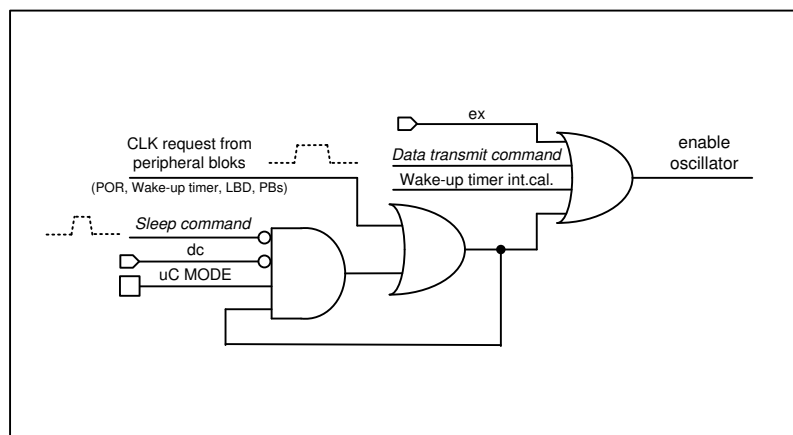 ex
CLK request from
peripheral bloks
(POR, Wake-up timer, LBD, PBs)
Data transmit command
Wake-up timer int.cal.
enable
oscillator
Sleep command
dc
uC MODE